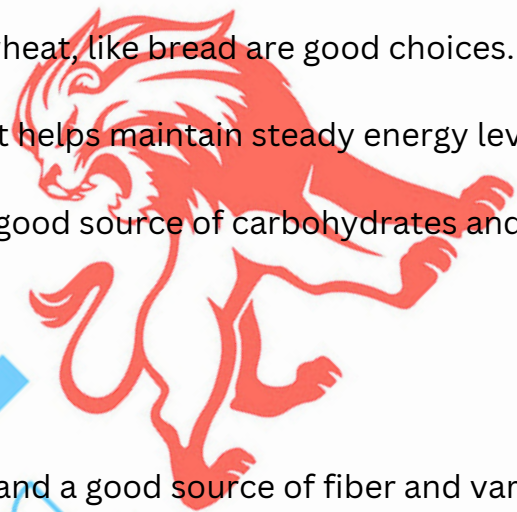 heat, like bread are good choices.
t helps maintain steady energy lev
good source of carbohydrates and
and a good source of fiber and var